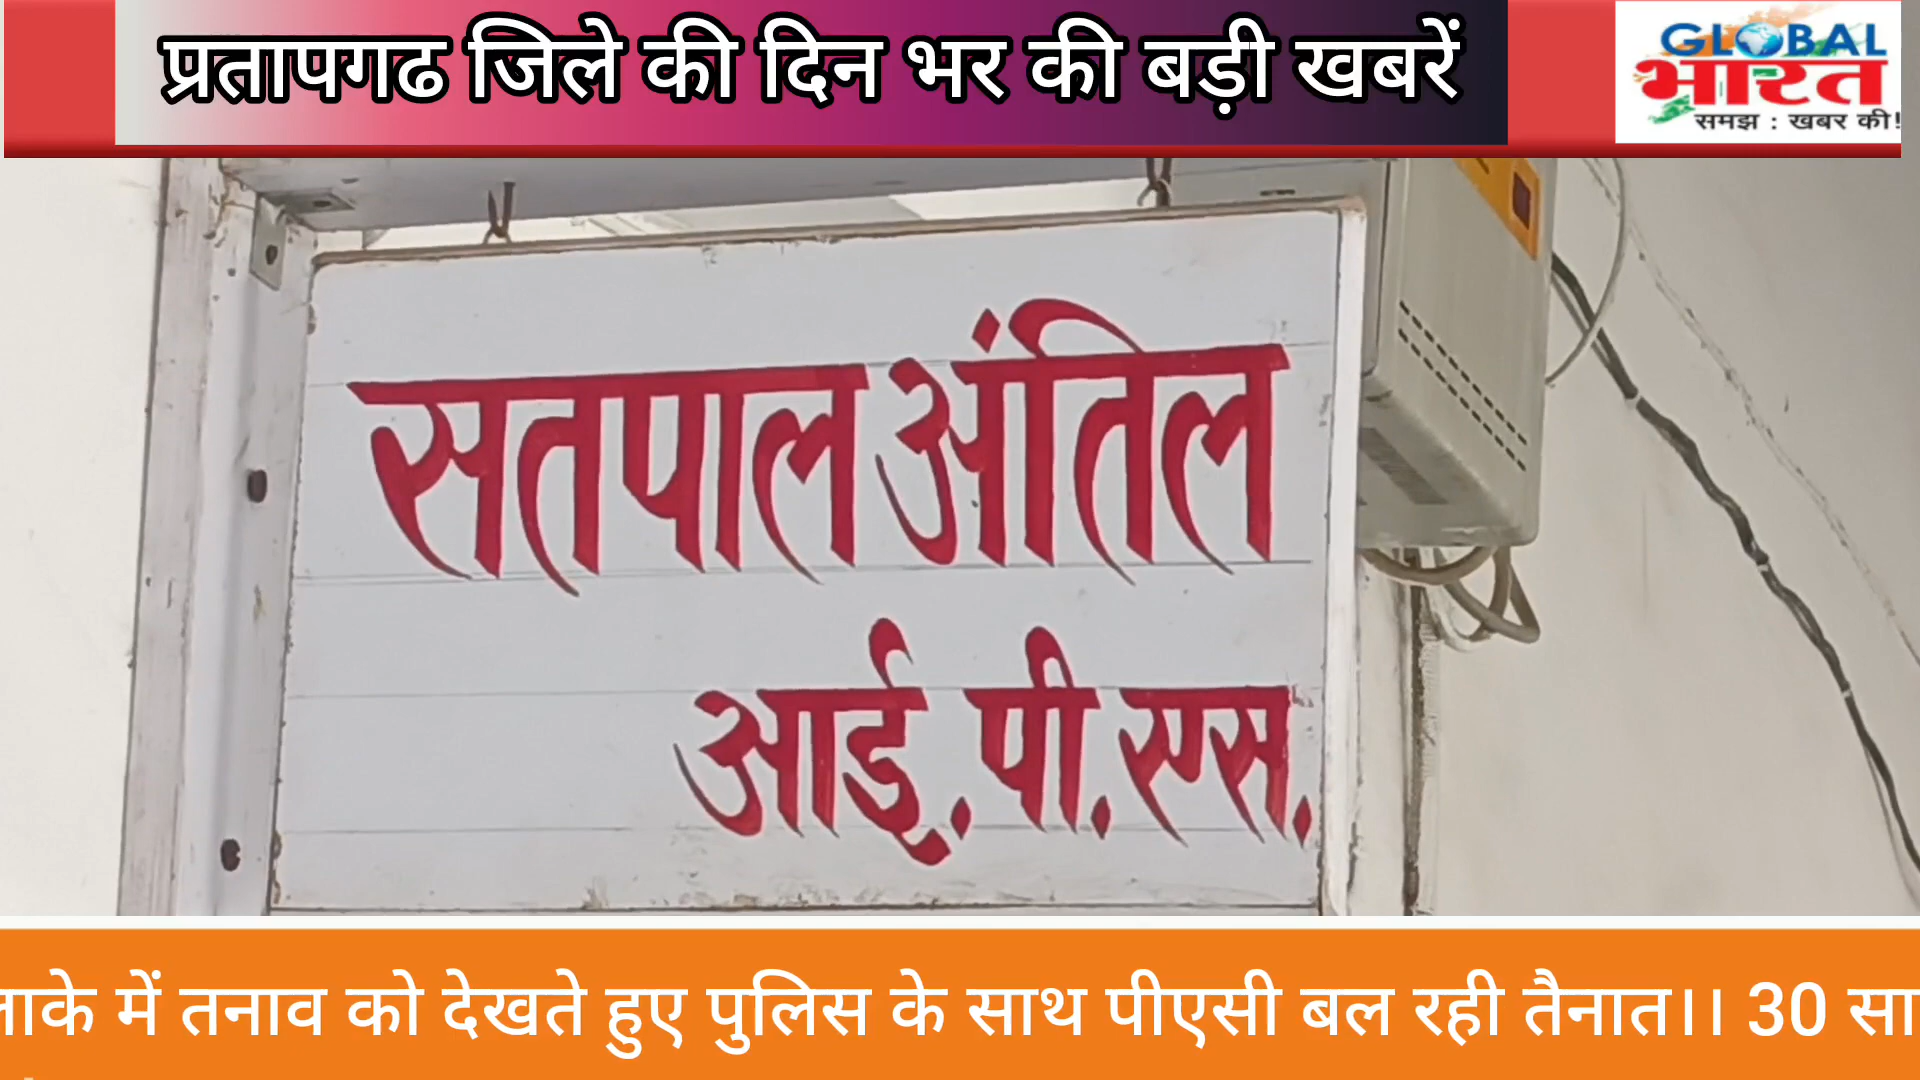 प्रतापगढ जिले की दिन भर की बड़ी खबरें
GLOBAL
भारत
समझ : खबर की!
सतपाल अंतिल
आई.पी.एस.
में तनाव को देखते हुए पुलिस के साथ पीएसी बल रही तैनात।। 30